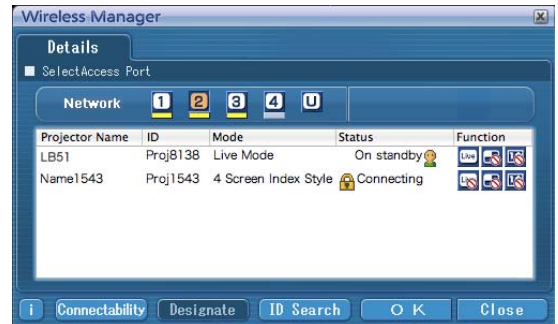 Wireless Manager
Details
SelectAccess Port
Network 1 2 3 4 U
Projector Name ID Mode Status Function
LB51 Proj8138 Live Mode On standby Live
Name1543 Proj1543 4 Screen Index Style Connecting
i Connectability Designate ID Search O K Close